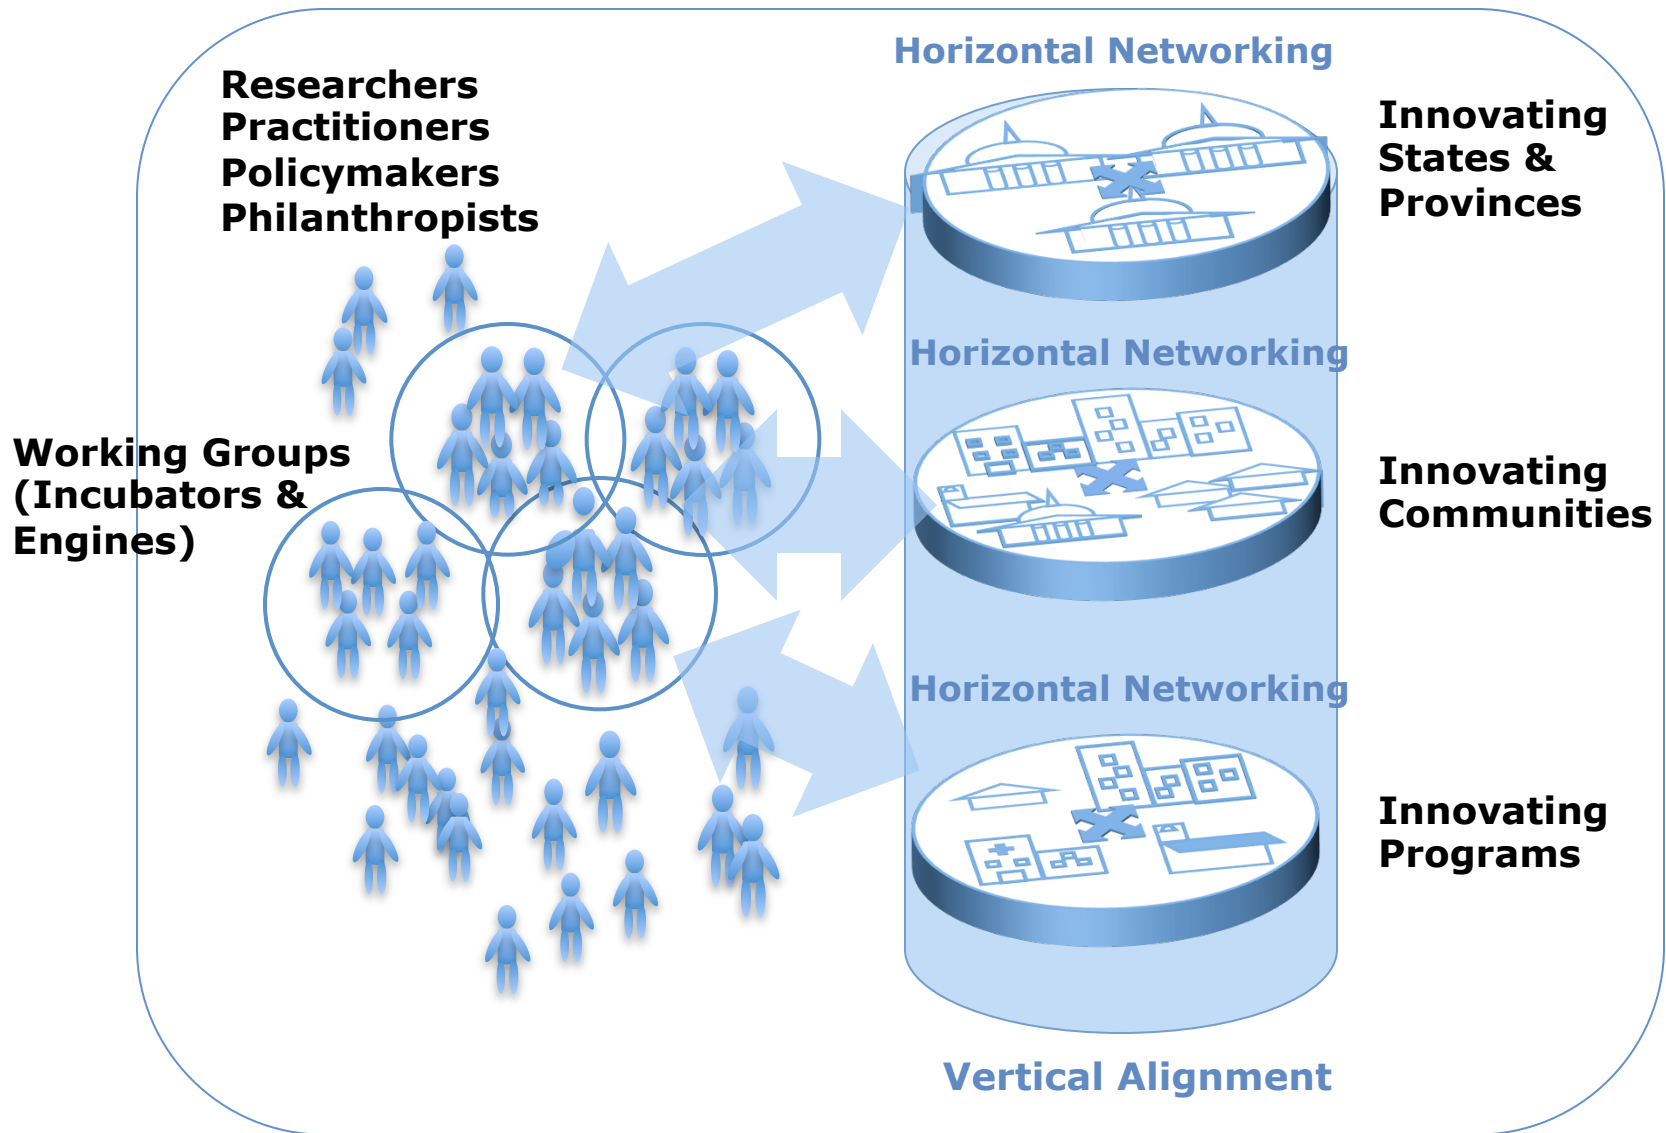 Researchers
Practitioners
Policymakers
Philanthropists
Working Groups
(Incubators &
Engines)
Horizontal Networking
Innovating
States &
Provinces
Horizontal Networking
Innovating
Communities
Horizontal Networking
Innovating
Programs
Vertical Alignment